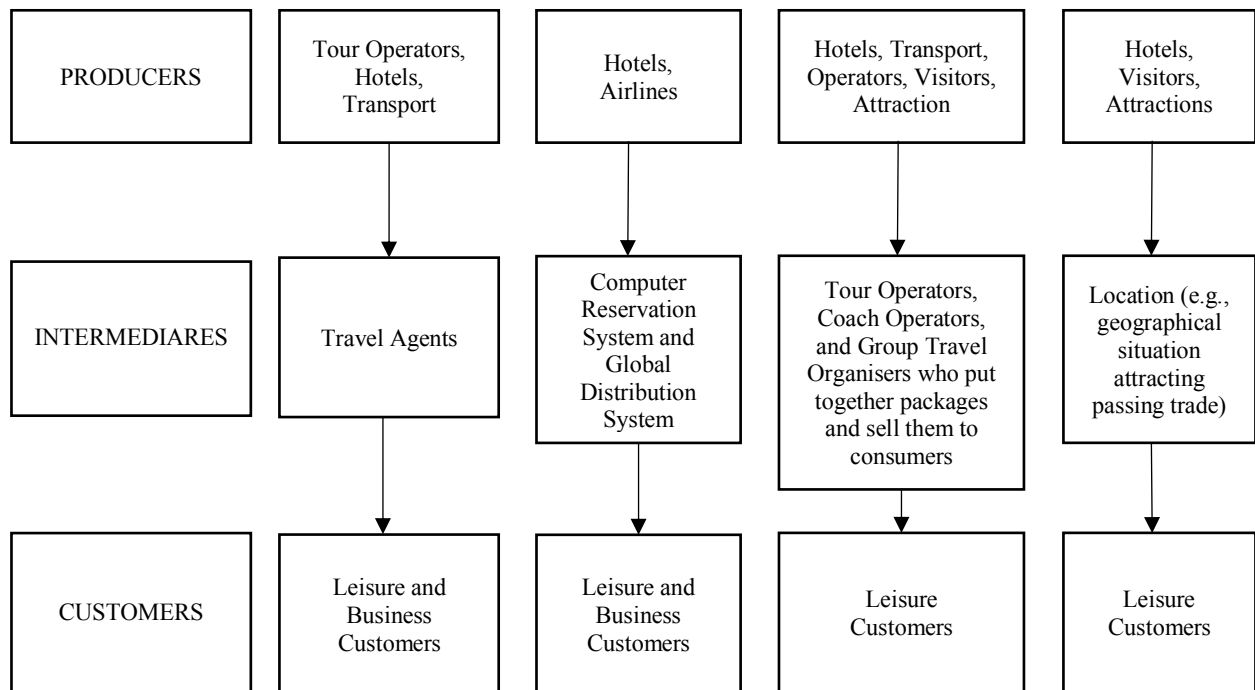 PRODUCERS
Tour Operators,
Hotels,
Transport
Hotels,
Airlines
Hotels, Transport,
Operators, Visitors,
Attraction
Hotels,
Visitors,
Attractions
INTERMEDIARES
Travel Agents
Computer
Reservation
System and
Global
Distribution
System
Tour Operators,
Coach Operators,
and Group Travel
Organisers who put
together packages
and sell them to
consumers
Location (e.g.,
geographical
situation
attracting
passing trade)
CUSTOMERS
Leisure and
Business
Customers
Leisure and
Business
Customers
Leisure
Customers
Leisure
Customers